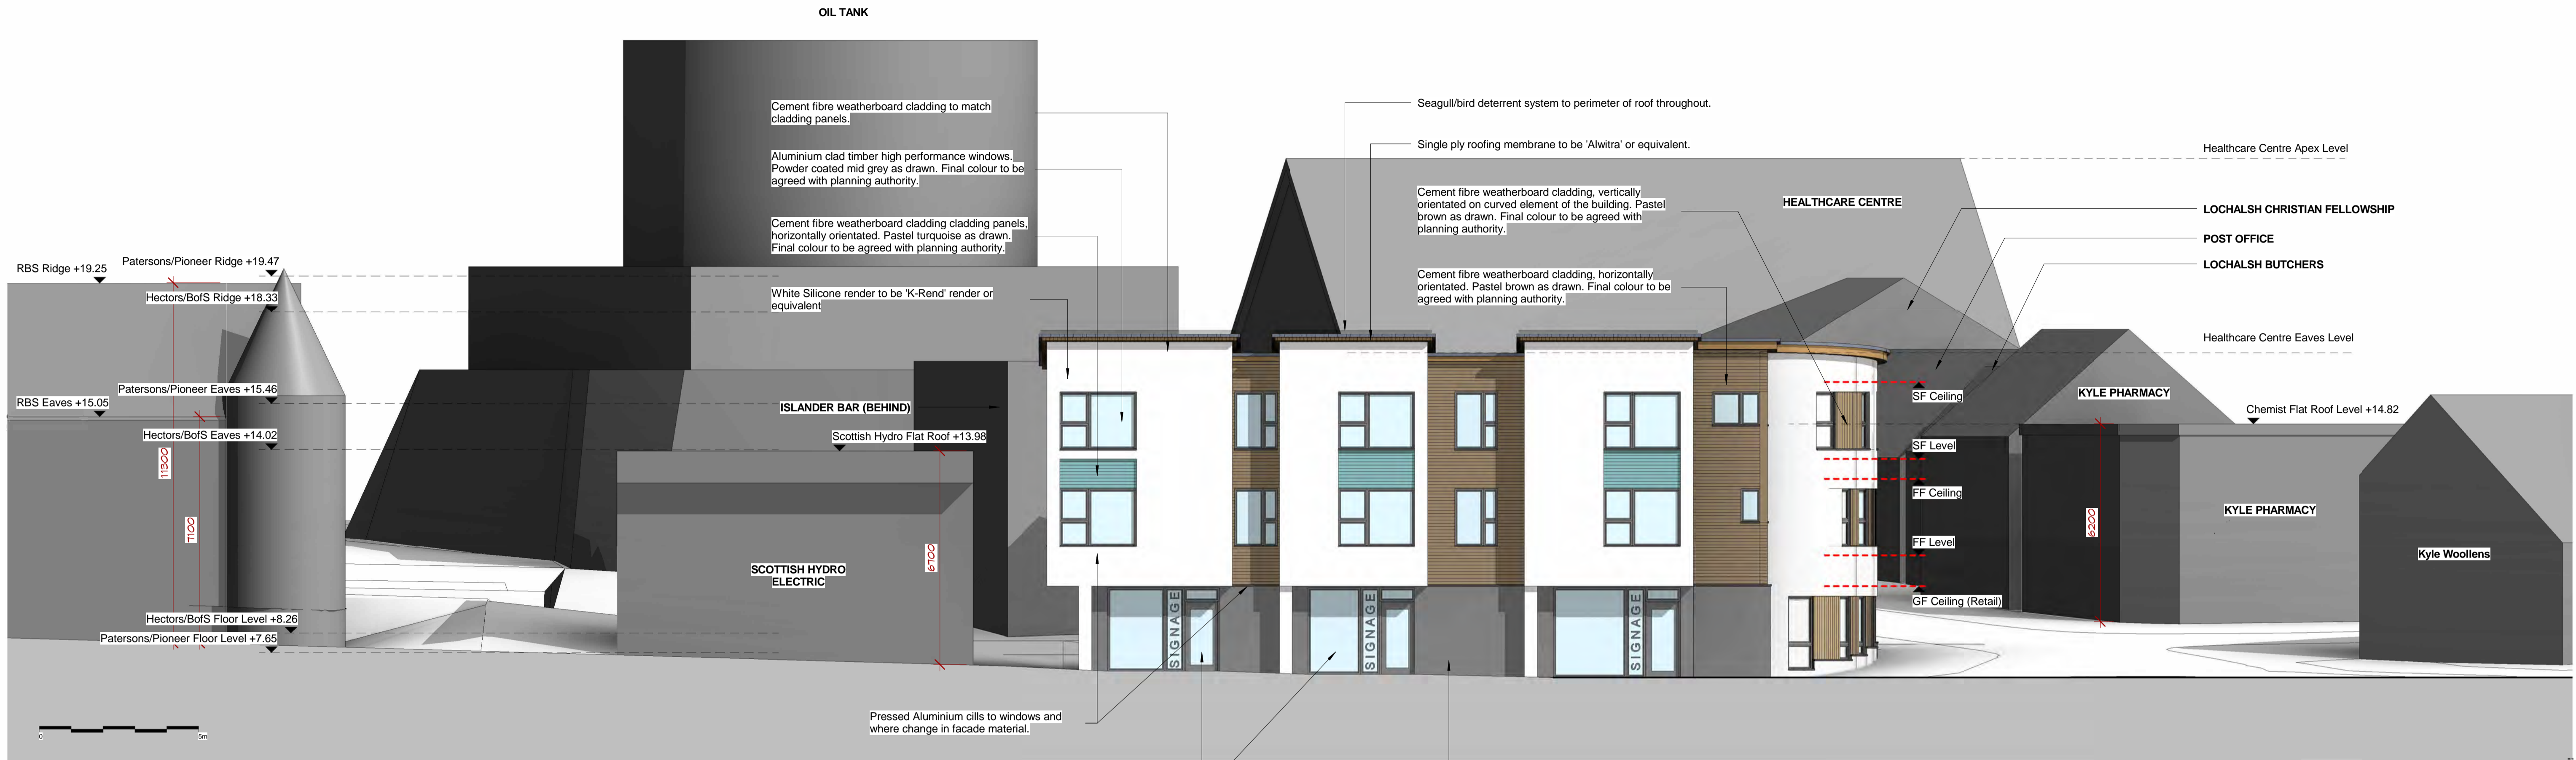 OIL TANK
Cement fibre weatherboard cladding to match
cladding panels.
Aluminium clad timber high performance windows.
Powder coated mid grey as drawn. Final colour to be
agreed with planning authority.
Cement fibre weatherboard cladding cladding panels,
horizontally orientated. Pastel turquoise as drawn.
Final colour to be agreed with planning authority.
White Silicone render to be 'K-Rend' render or
equivalent
Seagull/bird deterrent system to perimeter of roof throughout.
Single ply roofing membrane to be 'Alwitra' or equivalent.
Cement fibre weatherboard cladding, vertically
orientated on curved element of the building. Pastel
brown as drawn. Final colour to be agreed with
planning authority.
Cement fibre weatherboard cladding, horizontally
orientated. Pastel brown as drawn. Final colour to be
agreed with planning authority.
HEALTHCARE CENTRE
Healthcare Centre Apex Level
LOCHALSH CHRISTIAN FELLOWSHIP
POST OFFICE
LOCHALSH BUTCHERS
Healthcare Centre Eaves Level
RBS Ridge +19.25
Patersons/Pioneer Ridge +19.47
Hectors/BofS Ridge +18.33
Patersons/Pioneer Eaves +15.46
RBS Eaves +15.05
Hectors/BofS Eaves +14.02
11300
7100
Hectors/BofS Floor Level +8.26
Patersons/Pioneer Floor Level +7.65
ISLANDER BAR (BEHIND)
Scottish Hydro Flat Roof +13.98
SCOTTISH HYDRO
ELECTRIC
6700
SIGNAGE
SIGNAGE
SIGNAGE
SF Ceiling
SF Level
FF Ceiling
FF Level
GF Ceiling (Retail)
KYLE PHARMACY
Chemist Flat Roof Level +14.82
6200
KYLE PHARMACY
Kyle Woollens
Pressed Aluminium cills to windows and
where change in facade material.
0
5m